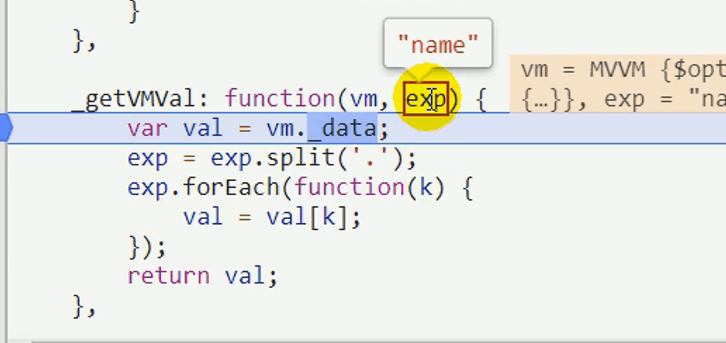 }
},
"name"
_getVMVal: function(vm, exp) {
vm = MVVM {$opt
{…}}, exp = "na
var val = vm._data;
exp = exp.split('.');
exp.forEach(function(k) {
val = val[k];
});
return val;
},